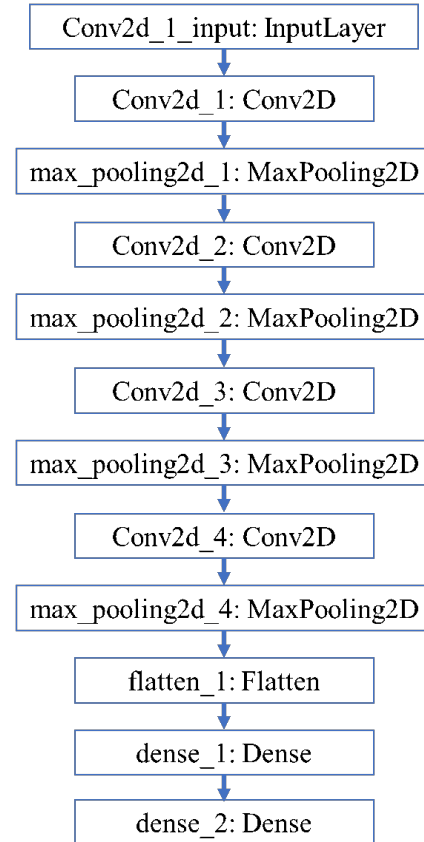 Conv2d_1_input: InputLayer
Conv2d_1: Conv2D
max_pooling2d_1: MaxPooling2D
Conv2d_2: Conv2D
max_pooling2d_2: MaxPooling2D
Conv2d_3: Conv2D
max_pooling2d_3: MaxPooling2D
Conv2d_4: Conv2D
max_pooling2d_4: MaxPooling2D
flatten_1: Flatten
dense_1: Dense
dense_2: Dense